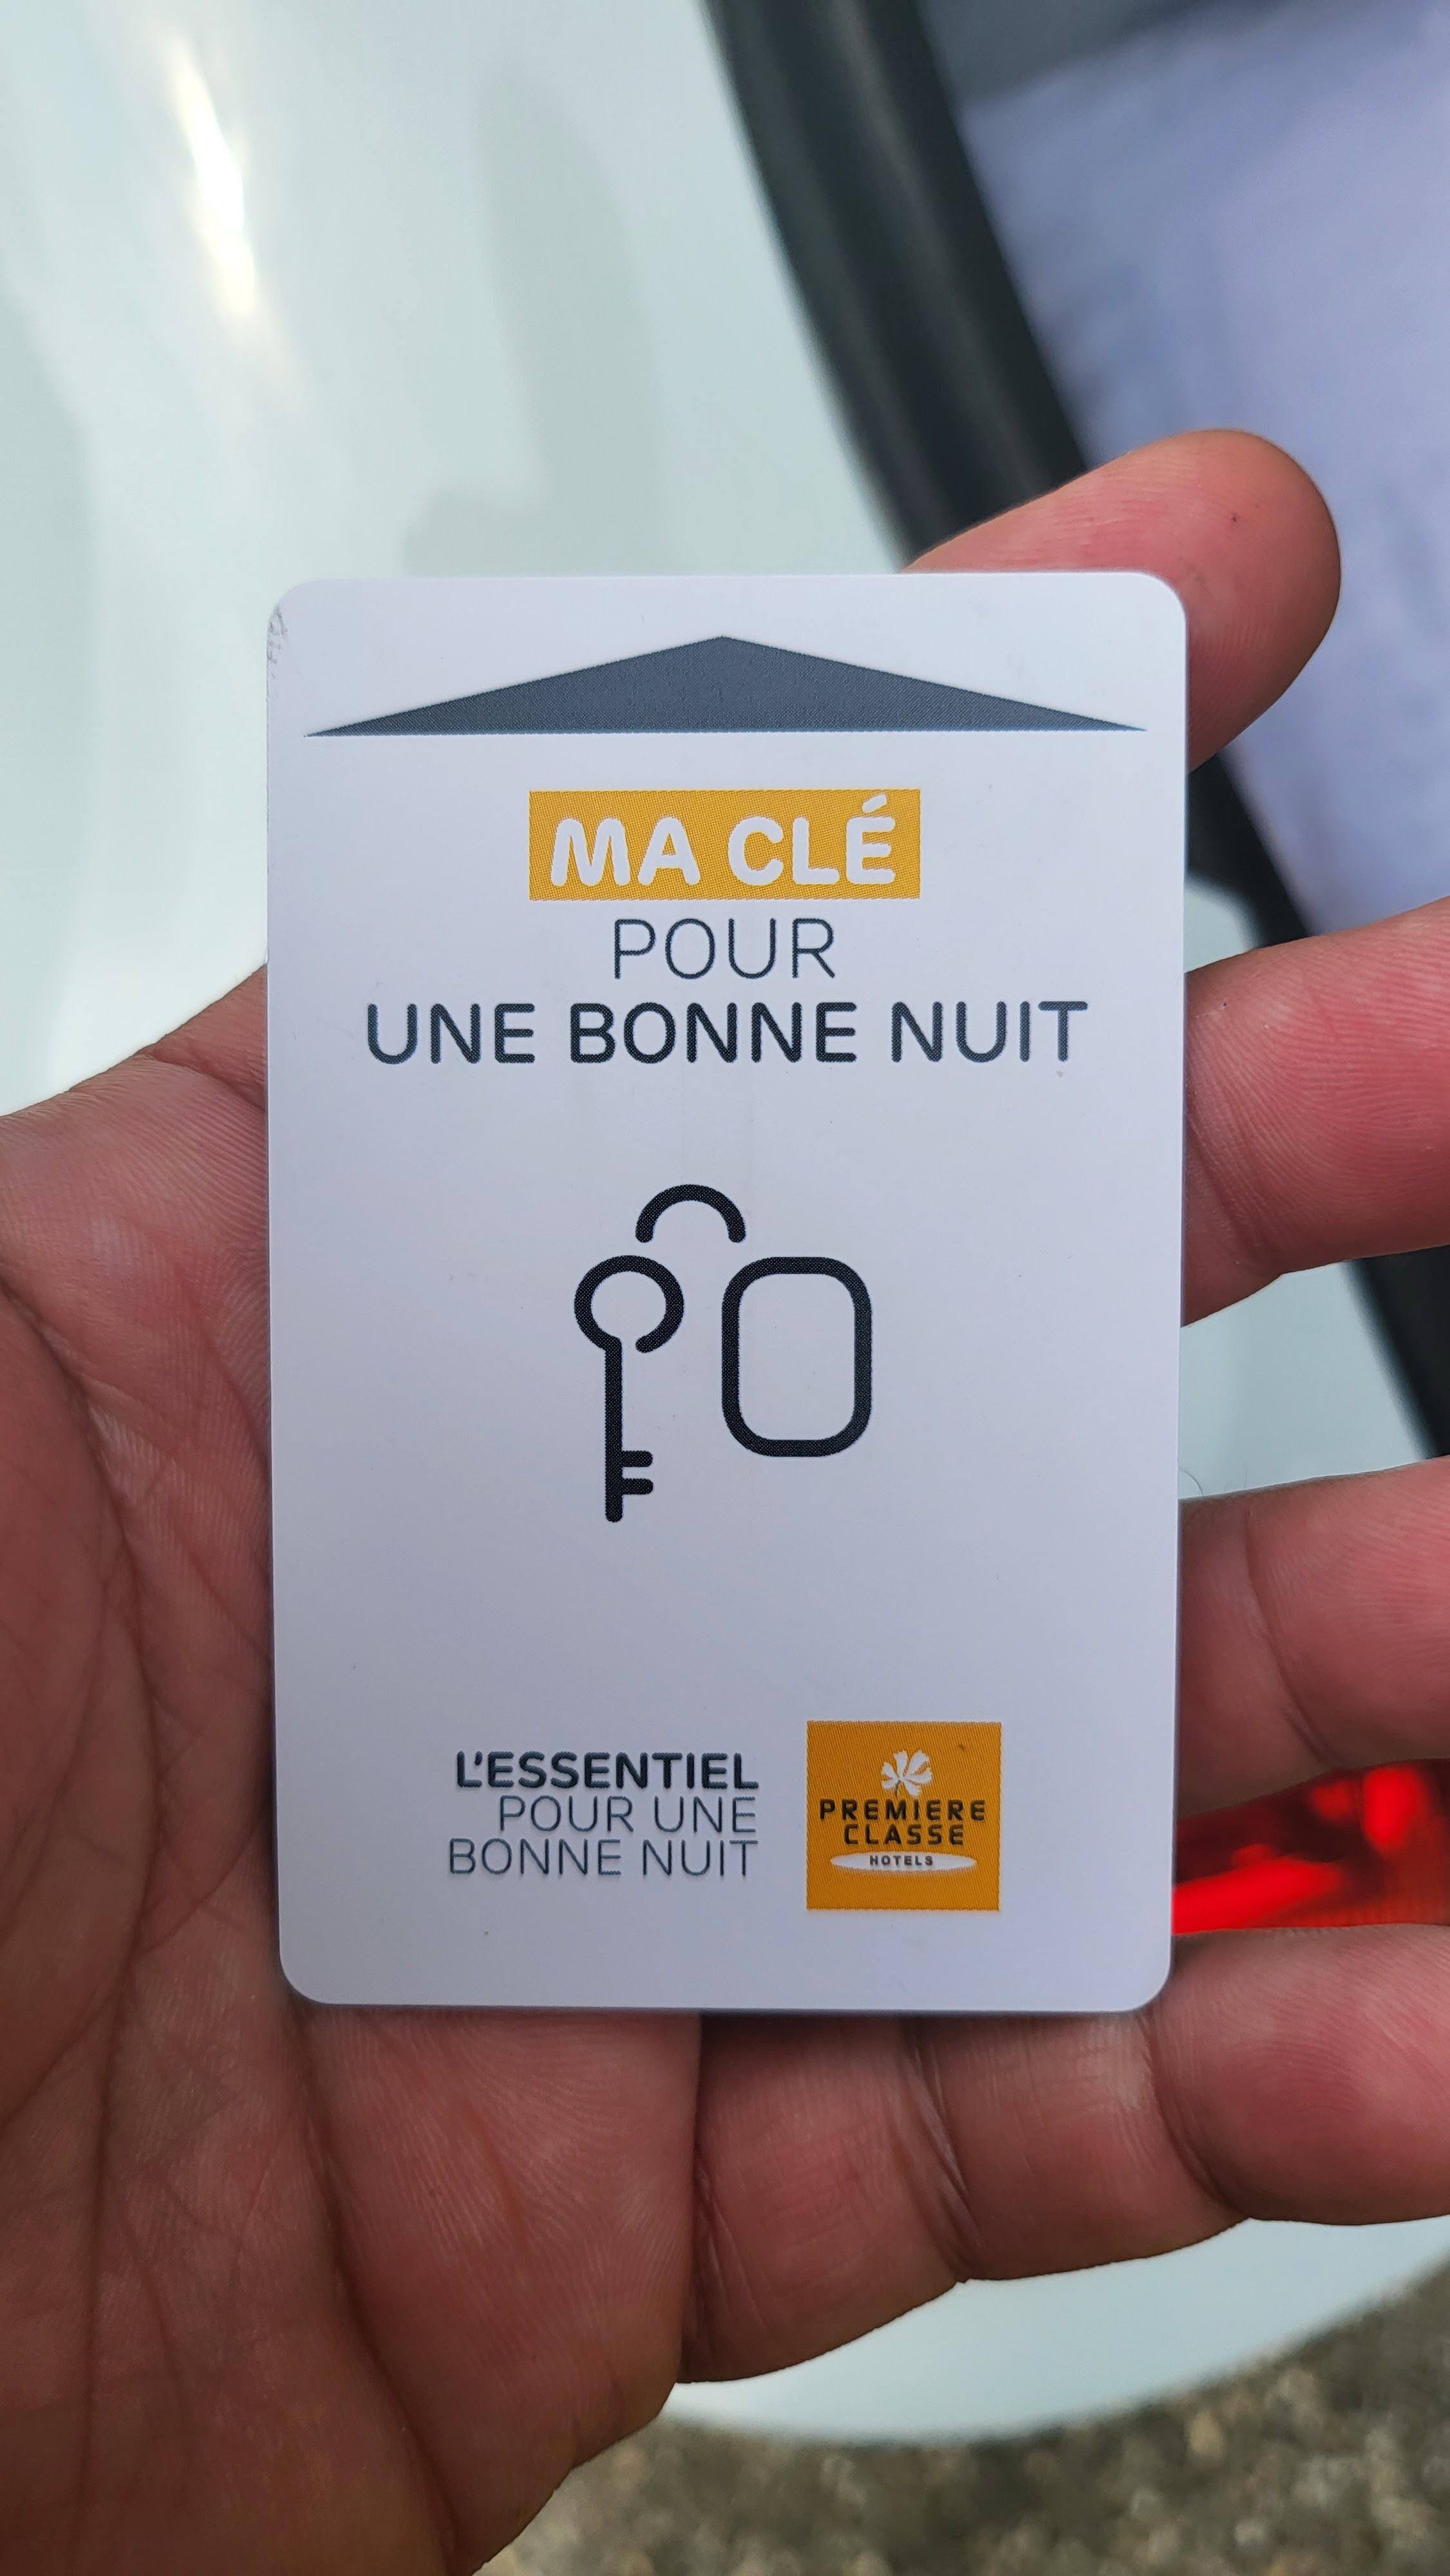 MA CLÉ
POUR
UNE BONNE NUIT
L'ESSENTIEL
POUR UNE
BONNE NUIT
PREMIERE
CLASSE
HOTELS